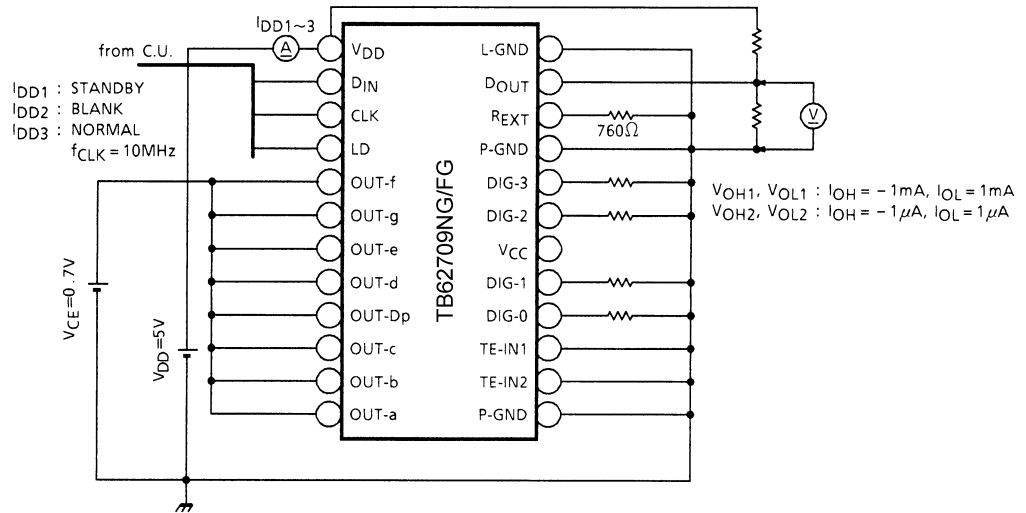 IDD1~3
A
from C.U.
IDD1 : STANDBY
IDD2 : BLANK
IDD3 : NORMAL
fCLK = 10MHz
VCE=0.7V
VDD=5V
VDD
DIN
CLK
LD
OUT-f
OUT-g
OUT-e
OUT-d
OUT-Dp
OUT-c
OUT-b
OUT-a
TB62709NG/FG
L-GND
DOUT
REXT
760Ω
P-GND
DIG-3
DIG-2
VCC
DIG-1
DIG-0
TE-IN1
TE-IN2
P-GND
V
VOH1, VOL1 : IOH = −1mA, IOL = 1mA
VOH2, VOL2 : IOH = −1μA, IOL = 1μA